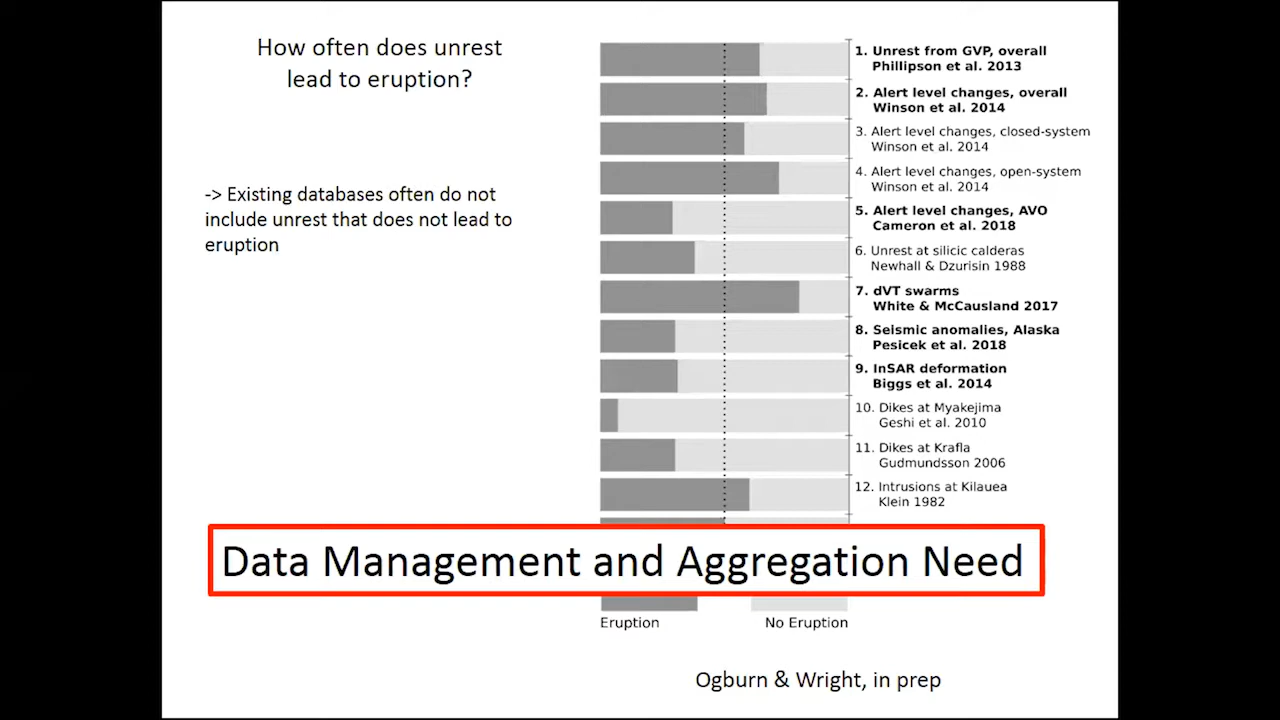 How often does unrest
lead to eruption?
-> Existing databases often do not
include unrest that does not lead to
eruption
1. Unrest from GVP, overall
Phillipson et al. 2013
2. Alert level changes, overall
Winson et al. 2014
3. Alert level changes, closed-system
Winson et al. 2014
4. Alert level changes, open-system
Winson et al. 2014
5. Alert level changes, AVO
Cameron et al. 2018
6. Unrest at silicic calderas
Newhall & Dzurisin 1988
7. dVT swarms
White & McCausland 2017
8. Seismic anomalies, Alaska
Pesicek et al. 2018
9. InSAR deformation
Biggs et al. 2014
10. Dikes at Myakejima
Geshi et al. 2010
11. Dikes at Krafla
Gudmundsson 2006
12. Intrusions at Kilauea
Klein 1982
Data Management and Aggregation Need
Eruption
No Eruption
Ogburn & Wright, in prep